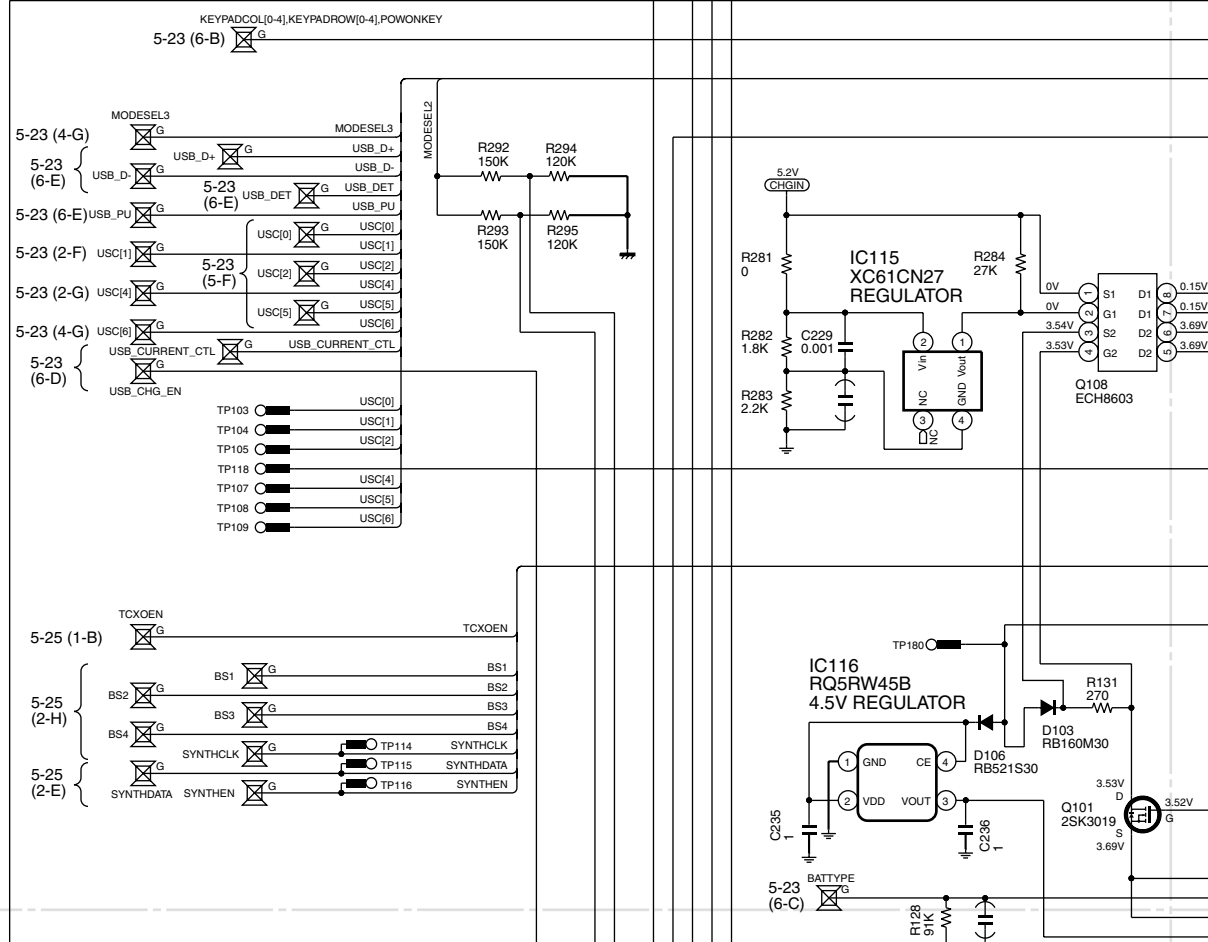 KEYPADCOL[0-4],KEYPADROW[0-4],POWONKEY
5-23 (6-B) G
MODESEL3
5-23 (4-G) G MODESEL3
5-23 (6-E)
USB_D+ G USB_D+
USB_D- G USB_D-
5-23 (6-E)
USB_DET G USB_DET
5-23 (6-E) USB_PU G USB_PU
USC[0] G USC[0]
5-23 (2-F) USC[1] G USC[1]
5-23 (5-F)
USC[2] G USC[2]
5-23 (2-G) USC[4] G USC[4]
USC[5] G USC[5]
5-23 (4-G) USC[6] G USC[6]
5-23 (6-D)
USB_CURRENT_CTL G USB_CURRENT_CTL
G
USB_CHG_EN
MODESEL2
R292
150K
R294
120K
R293
150K
R295
120K
TP103 USC[0]
TP104 USC[1]
TP105 USC[2]
TP118
TP107 USC[4]
TP108 USC[5]
TP109 USC[6]
5.2V
CHGIN
R281
0
IC115
XC61CN27
REGULATOR
R284
27K
R282
1.8K
C229
0.001
R283
2.2K
2 1
Vin Vout
NC GND
3 4
NC
0V 1 S1 D1 8 0.15V
0V 2 G1 D1 7 0.15V
3.54V 3 S2 D2 6 3.69V
3.53V 4 G2 D2 5 3.69V
Q108
ECH8603
TCXOEN
5-25 (1-B) G TCXOEN
5-25
(2-H)
BS1 G BS1
BS2 G BS2
BS3 G BS3
BS4 G BS4
SYNTHCLK G TP114 SYNTHCLK
5-25
(2-E)
G TP115 SYNTHDATA
SYNTHDATA
SYNTHEN G TP116 SYNTHEN
TP180
IC116
RQ5RW45B
4.5V REGULATOR
R131
270
D103
RB160M30
D106
RB521S30
1 GND CE 4
2 VDD VOUT 3
C235
1
C236
1
3.53V
D
Q101
2SK3019
S
3.69V
3.52V
G
5-23
(6-C)
BATTYPE
G
R128
91K